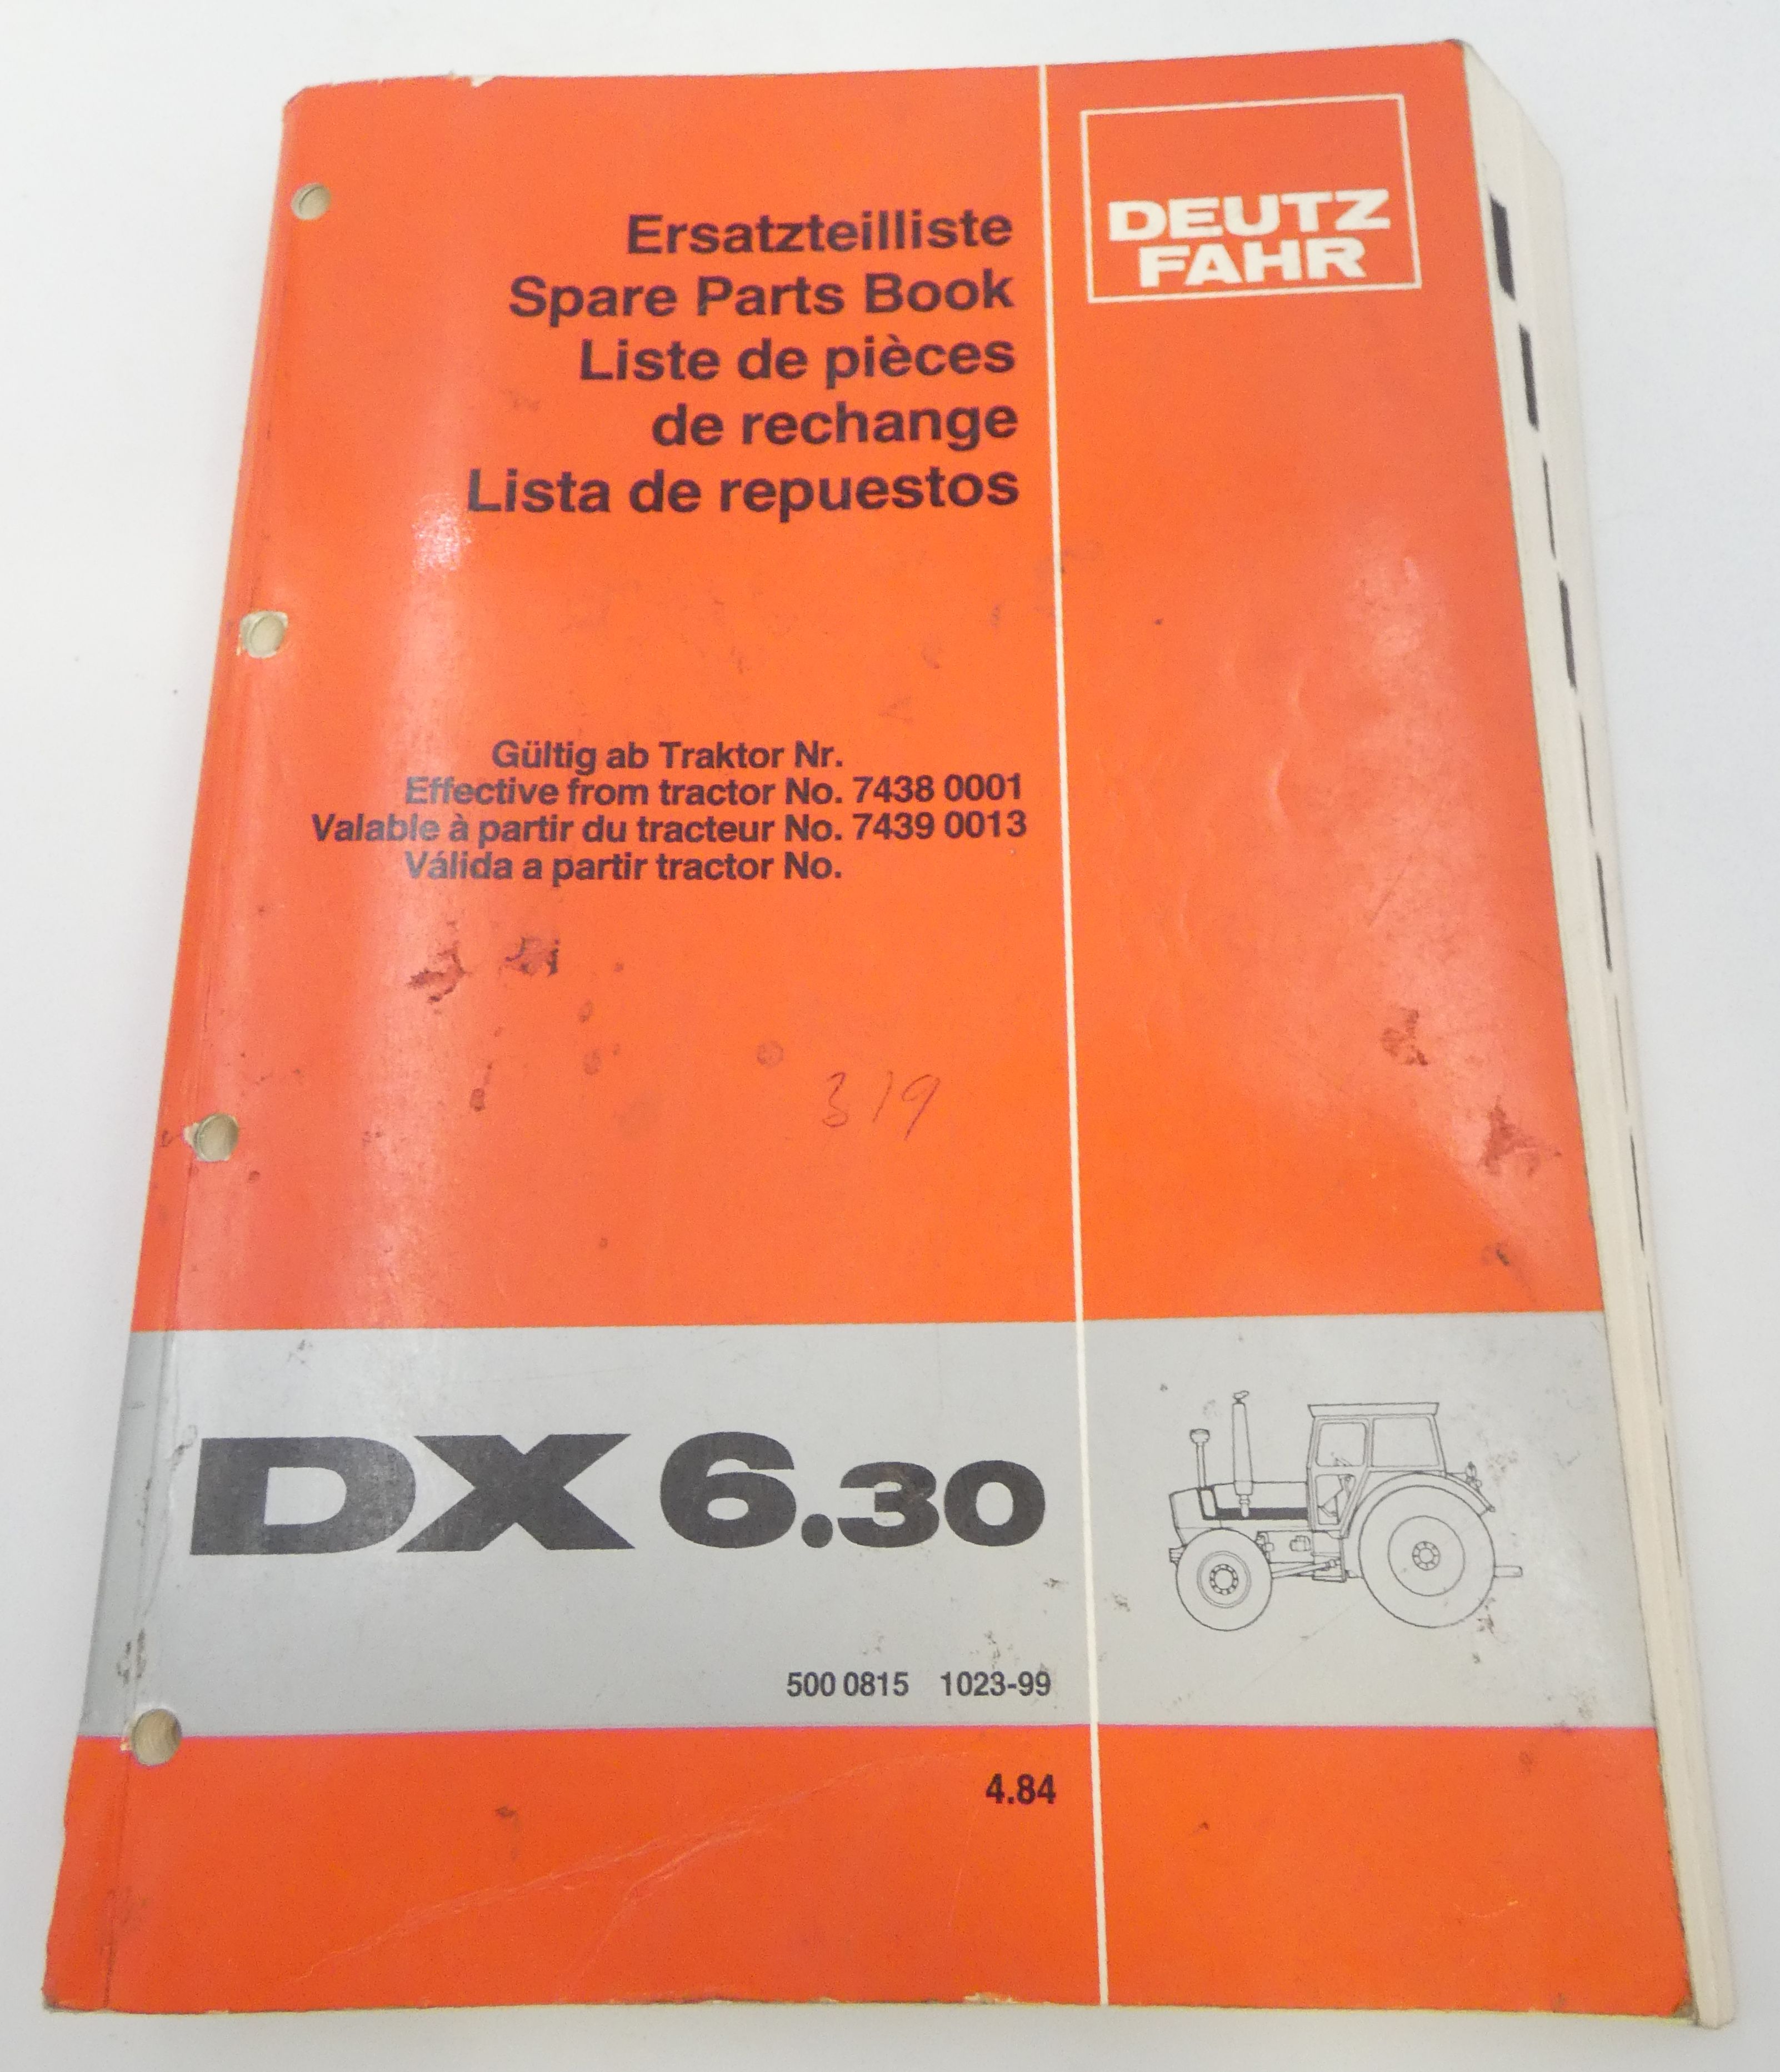 DEUTZ
FAHR
Ersatzteilliste
Spare Parts Book
Liste de pièces
de rechange
Lista de repuestos
Gültig ab Traktor Nr.
Effective from tractor No. 7438 0001
Valable à partir du tracteur No. 7439 0013
Válida a partir tractor No.
319
DX 6.30
500 0815 1023-99
4.84